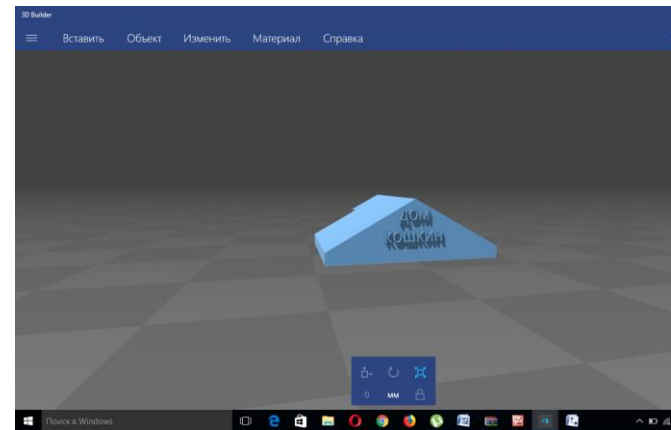 3D Builder
Вставить Объект Изменить Материал Справка
ДОМ
КОШКИН
0 мм
Поиск в Windows